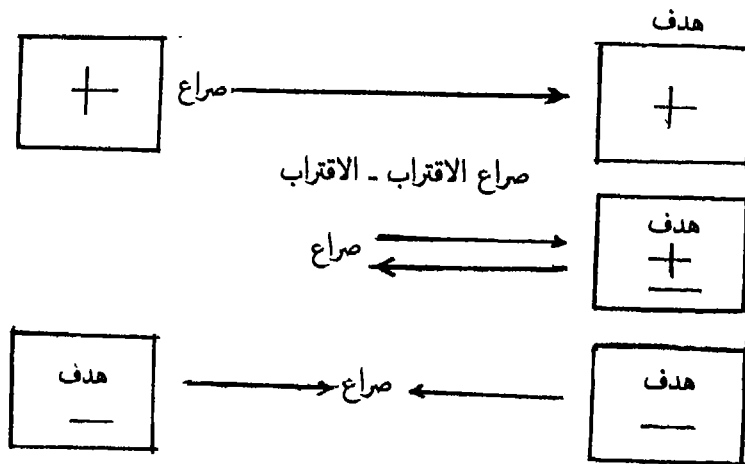 هدف
+ صراع +
صراع الاقتراب - الاقتراب
هدف
+
صراع
—
هدف صراع هدف
— —